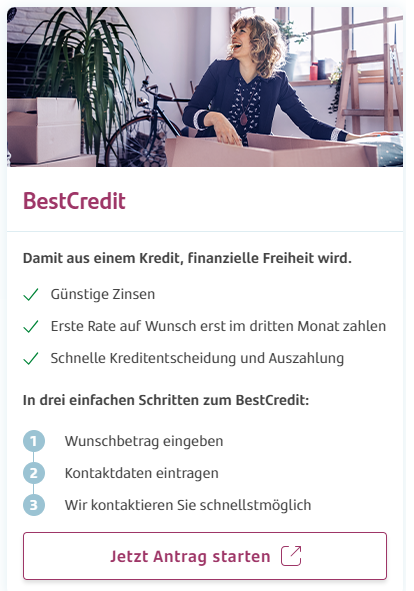 BestCredit
Damit aus einem Kredit, finanzielle Freiheit wird.
Günstige Zinsen
Erste Rate auf Wunsch erst im dritten Monat zahlen
Schnelle Kreditentscheidung und Auszahlung
In drei einfachen Schritten zum BestCredit:
1 Wunschbetrag eingeben
2 Kontaktdaten eintragen
3 Wir kontaktieren Sie schnellstmöglich
Jetzt Antrag starten